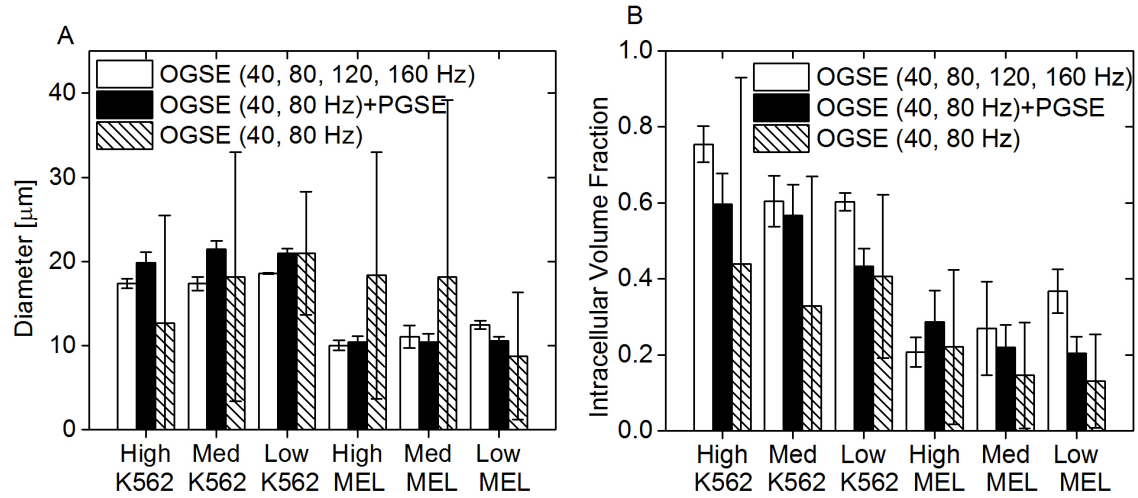 A
Diameter [μm]
40
30
20
10
0
OGSE (40, 80, 120, 160 Hz)
OGSE (40, 80 Hz)+PGSE
OGSE (40, 80 Hz)
High K562
Med K562
Low K562
High MEL
Med MEL
Low MEL
B
Intracellular Volume Fraction
1.0
0.8
0.6
0.4
0.2
0.0
OGSE (40, 80, 120, 160 Hz)
OGSE (40, 80 Hz)+PGSE
OGSE (40, 80 Hz)
High K562
Med K562
Low K562
High MEL
Med MEL
Low MEL